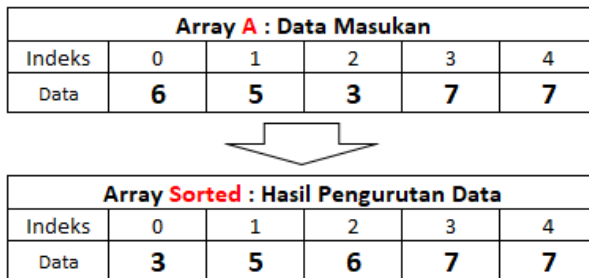 Array A : Data Masukan
Indeks 0 1 2 3 4
Data 6 5 3 7 7
Array Sorted : Hasil Pengurutan Data
Indeks 0 1 2 3 4
Data 3 5 6 7 7